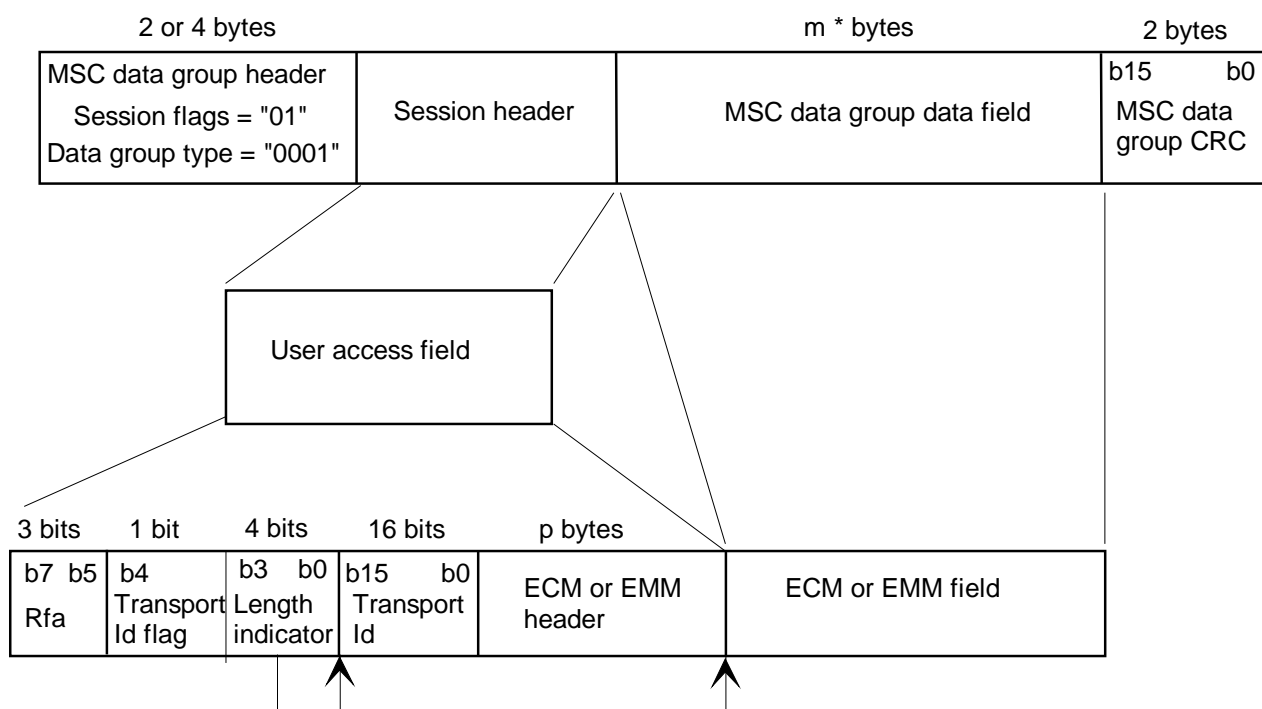 2 or 4 bytes
m * bytes
2 bytes
MSC data group header
Session flags = "01"
Data group type = "0001"
Session header
MSC data group data field
b15 b0
MSC data
group CRC
User access field
3 bits
1 bit
4 bits
16 bits
p bytes
b7 b5
Rfa
b4
Transport
Id flag
b3 b0
Length
indicator
b15 b0
Transport
Id
ECM or EMM
header
ECM or EMM field